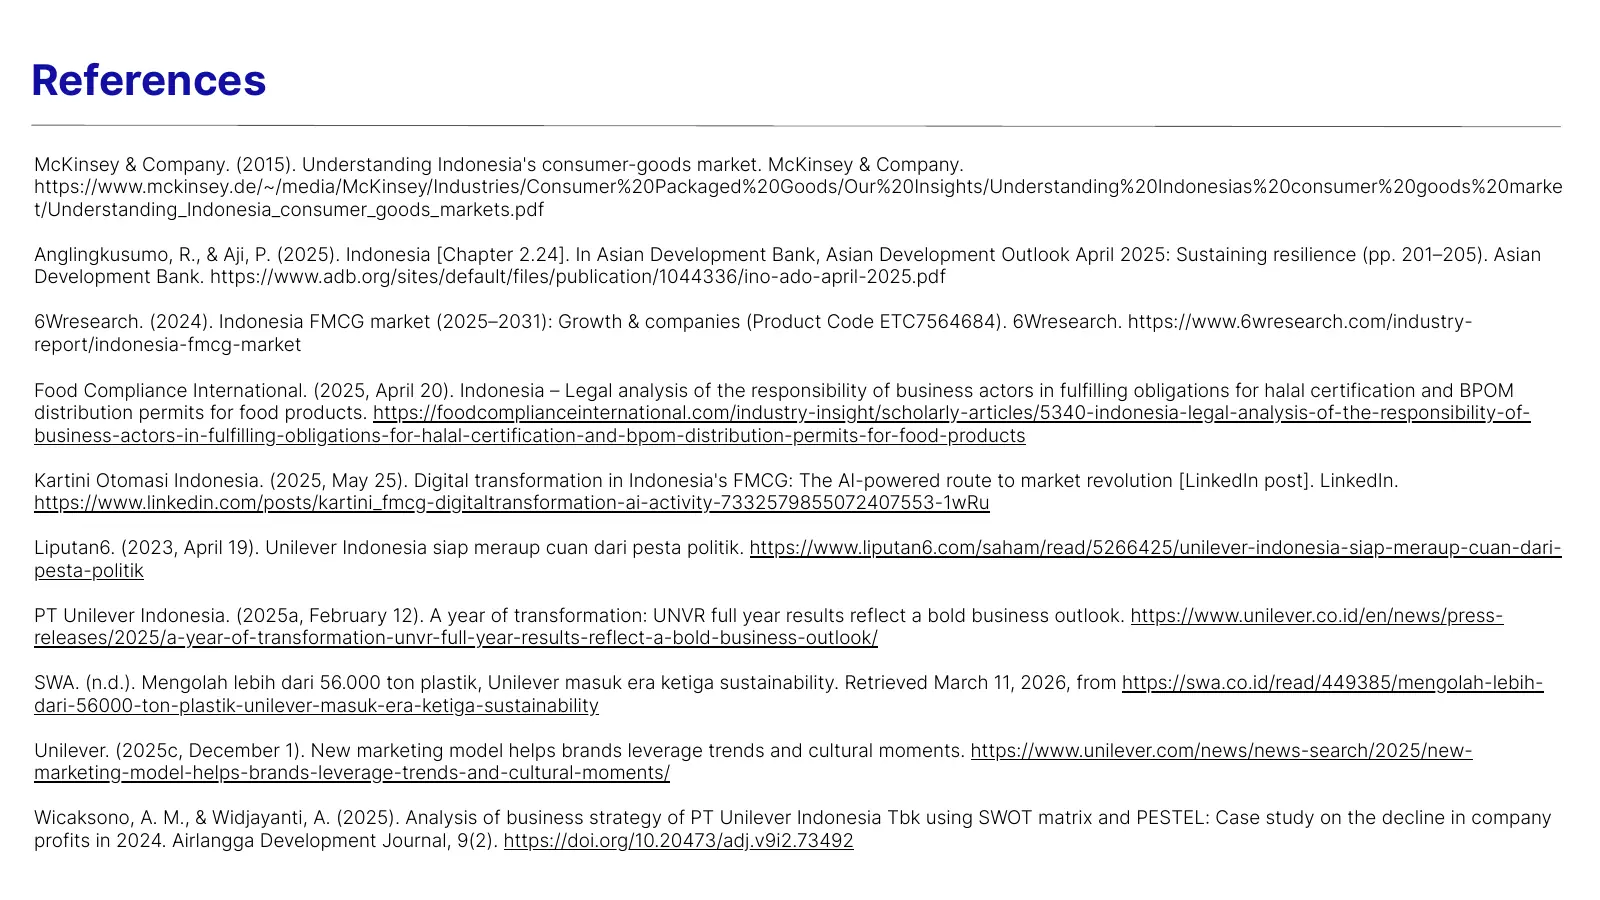 References
McKinsey & Company. (2015). Understanding Indonesia's consumer-goods market. McKinsey & Company.
https://www.mckinsey.de/~/media/McKinsey/Industries/Consumer%20Packaged%20Goods/Our%20Insights/Understanding%20Indonesias%20consumer%20goods%20marke
t/Understanding_Indonesia_consumer_goods_markets.pdf
Anglingkusumo, R., & Aji, P. (2025). Indonesia [Chapter 2.24]. In Asian Development Bank, Asian Development Outlook April 2025: Sustaining resilience (pp. 201–205). Asian
Development Bank. https://www.adb.org/sites/default/files/publication/1044336/ino-ado-april-2025.pdf
6Wresearch. (2024). Indonesia FMCG market (2025–2031): Growth & companies (Product Code ETC7564684). 6Wresearch. https://www.6wresearch.com/industry-
report/indonesia-fmcg-market
Food Compliance International. (2025, April 20). Indonesia – Legal analysis of the responsibility of business actors in fulfilling obligations for halal certification and BPOM
distribution permits for food products. https://foodcomplianceinternational.com/industry-insight/scholarly-articles/5340-indonesia-legal-analysis-of-the-responsibility-of-
business-actors-in-fulfilling-obligations-for-halal-certification-and-bpom-distribution-permits-for-food-products
Kartini Otomasi Indonesia. (2025, May 25). Digital transformation in Indonesia's FMCG: The AI-powered route to market revolution [LinkedIn post]. LinkedIn.
https://www.linkedin.com/posts/kartini_fmcg-digitaltransformation-ai-activity-7332579855072407553-1wRu
Liputan6. (2023, April 19). Unilever Indonesia siap meraup cuan dari pesta politik. https://www.liputan6.com/saham/read/5266425/unilever-indonesia-siap-meraup-cuan-dari-
pesta-politik
PT Unilever Indonesia. (2025a, February 12). A year of transformation: UNVR full year results reflect a bold business outlook. https://www.unilever.co.id/en/news/press-
releases/2025/a-year-of-transformation-unvr-full-year-results-reflect-a-bold-business-outlook/
SWA. (n.d.). Mengolah lebih dari 56.000 ton plastik, Unilever masuk era ketiga sustainability. Retrieved March 11, 2026, from https://swa.co.id/read/449385/mengolah-lebih-
dari-56000-ton-plastik-unilever-masuk-era-ketiga-sustainability
Unilever. (2025c, December 1). New marketing model helps brands leverage trends and cultural moments. https://www.unilever.com/news/news-search/2025/new-
marketing-model-helps-brands-leverage-trends-and-cultural-moments/
Wicaksono, A. M., & Widjayanti, A. (2025). Analysis of business strategy of PT Unilever Indonesia Tbk using SWOT matrix and PESTEL: Case study on the decline in company
profits in 2024. Airlangga Development Journal, 9(2). https://doi.org/10.20473/adj.v9i2.73492